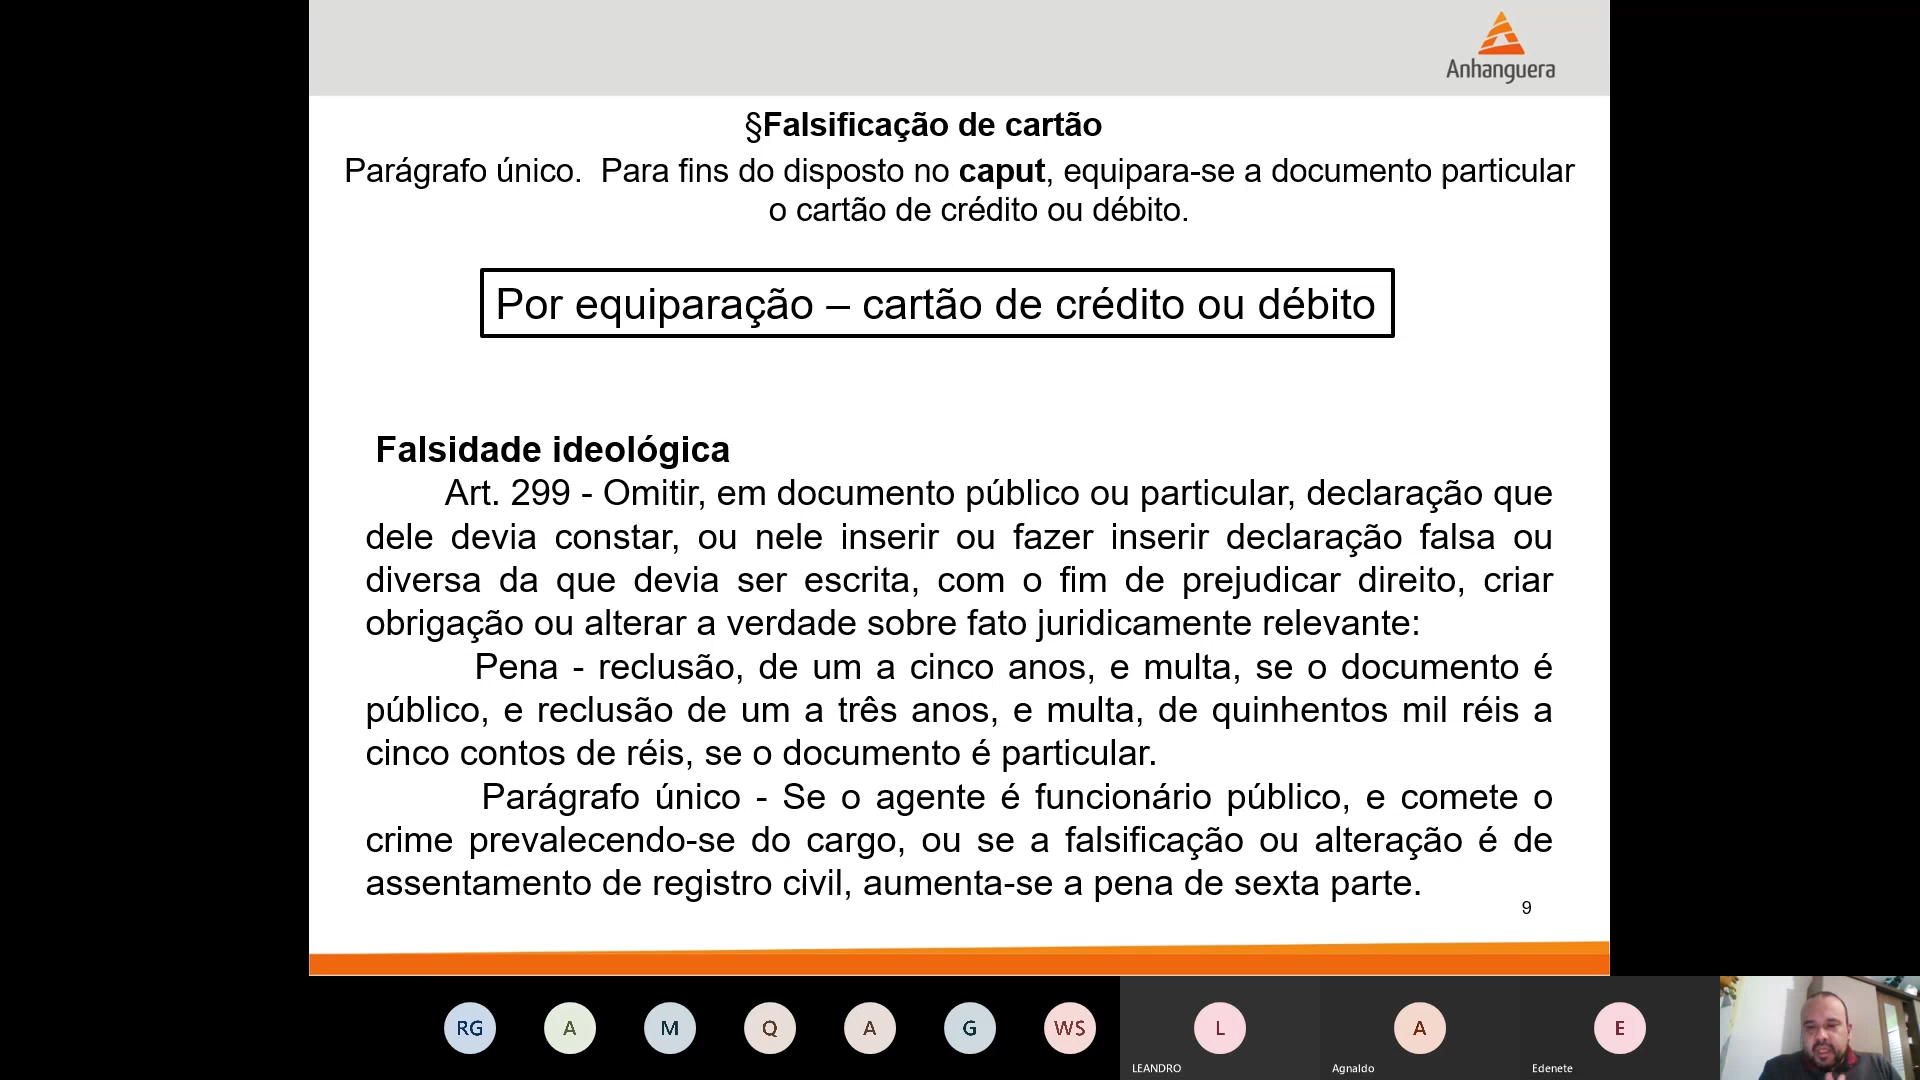 Anhanguera
§Falsificação de cartão
Parágrafo único.  Para fins do disposto no caput, equipara-se a documento particular
o cartão de crédito ou débito.
Por equiparação – cartão de crédito ou débito
Falsidade ideológica
Art. 299 - Omitir, em documento público ou particular, declaração que
dele devia constar, ou nele inserir ou fazer inserir declaração falsa ou
diversa da que devia ser escrita, com o fim de prejudicar direito, criar
obrigação ou alterar a verdade sobre fato juridicamente relevante:
Pena - reclusão, de um a cinco anos, e multa, se o documento é
público, e reclusão de um a três anos, e multa, de quinhentos mil réis a
cinco contos de réis, se o documento é particular.
Parágrafo único - Se o agente é funcionário público, e comete o
crime prevalecendo-se do cargo, ou se a falsificação ou alteração é de
assentamento de registro civil, aumenta-se a pena de sexta parte.
9
RG A M Q A G WS L A E
LEANDRO Agnaldo Edenete